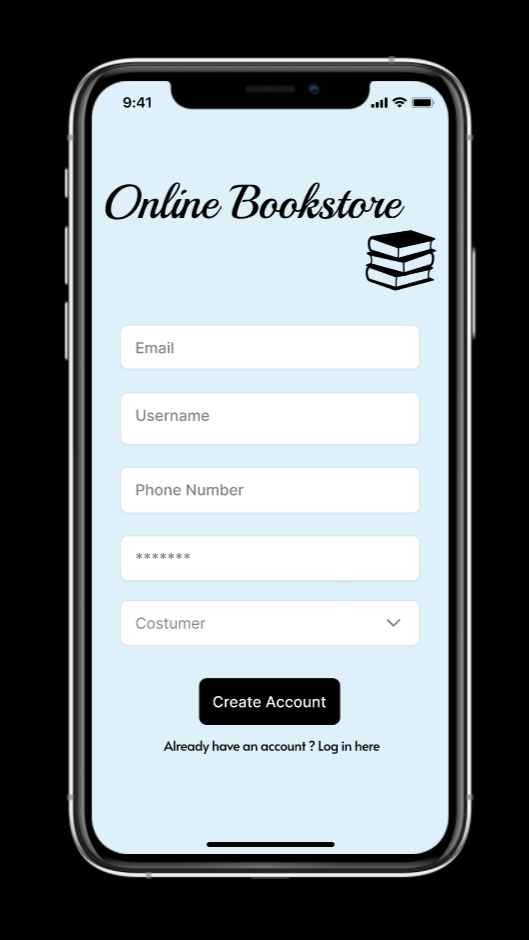 9:41
Online Bookstore
Email
Username
Phone Number
*******
Costumer
Create Account
Already have an account ? Log in here